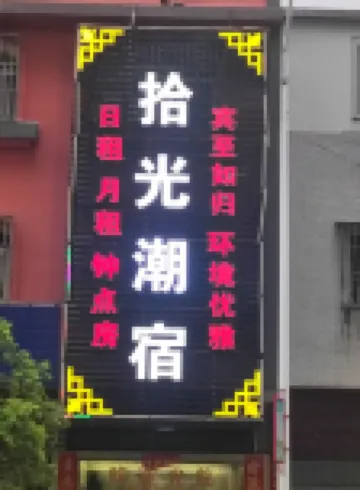 拾光潮宿
日租 月租 钟点房
宾至如归 环境优雅